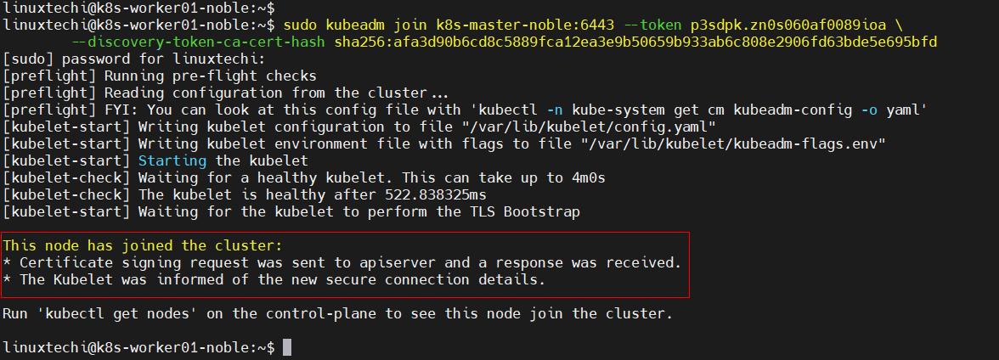 linuxtechi@k8s-worker01-noble:~$
linuxtechi@k8s-worker01-noble:~$ sudo kubeadm join k8s-master-noble:6443 --token p3sdpk.zn0s060af0089ioa \
        --discovery-token-ca-cert-hash sha256:afa3d90b6cd8c5889fca12ea3e9b50659b933ab6c808e2906fd63bde5e695bfd
[sudo] password for linuxtechi:
[preflight] Running pre-flight checks
[preflight] Reading configuration from the cluster...
[preflight] FYI: You can look at this config file with 'kubectl -n kube-system get cm kubeadm-config -o yaml'
[kubelet-start] Writing kubelet configuration to file "/var/lib/kubelet/config.yaml"
[kubelet-start] Writing kubelet environment file with flags to file "/var/lib/kubelet/kubeadm-flags.env"
[kubelet-start] Starting the kubelet
[kubelet-check] Waiting for a healthy kubelet. This can take up to 4m0s
[kubelet-check] The kubelet is healthy after 522.838325ms
[kubelet-start] Waiting for the kubelet to perform the TLS Bootstrap
This node has joined the cluster:
* Certificate signing request was sent to apiserver and a response was received.
* The Kubelet was informed of the new secure connection details.
Run 'kubectl get nodes' on the control-plane to see this node join the cluster.
linuxtechi@k8s-worker01-noble:~$